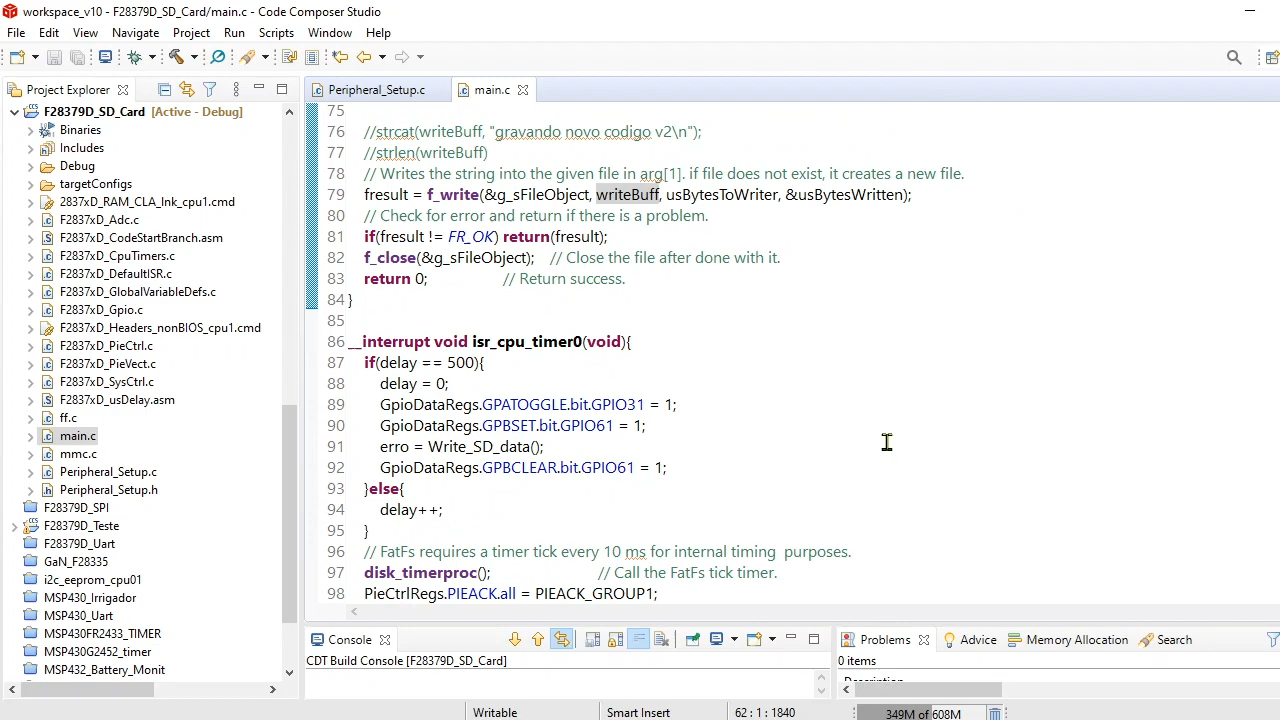 workspace_v10 - F28379D_SD_Card/main.c - Code Composer Studio
File Edit View Navigate Project Run Scripts Window Help
Project Explorer
F28379D_SD_Card [Active - Debug]
Binaries
Includes
Debug
targetConfigs
2837xD_RAM_CLA_lnk_cpu1.cmd
F2837xD_Adc.c
F2837xD_CodeStartBranch.asm
F2837xD_CpuTimers.c
F2837xD_DefaultISR.c
F2837xD_GlobalVariableDefs.c
F2837xD_Gpio.c
F2837xD_Headers_nonBIOS_cpu1.cmd
F2837xD_PieCtrl.c
F2837xD_PieVect.c
F2837xD_SysCtrl.c
F2837xD_usDelay.asm
ff.c
main.c
mmc.c
Peripheral_Setup.c
Peripheral_Setup.h
F28379D_SPI
F28379D_Teste
F28379D_Uart
GaN_F28335
i2c_eeprom_cpu01
MSP430_Irrigador
MSP430_Uart
MSP430FR2433_TIMER
MSP430G2452_timer
MSP432_Battery_Monit
Peripheral_Setup.c main.c
75
76 //strcat(writeBuff, "gravando novo codigo v2\n");
77 //strlen(writeBuff)
78 // Writes the string into the given file in arg[1]. if file does not exist, it creates a new file.
79 fresult = f_write(&g_sFileObject, writeBuff, usBytesToWriter, &usBytesWritten);
80 // Check for error and return if there is a problem.
81 if(fresult != FR_OK) return(fresult);
82 f_close(&g_sFileObject); // Close the file after done with it.
83 return 0; // Return success.
84 }
85
86 __interrupt void isr_cpu_timer0(void){
87 if(delay == 500){
88 delay = 0;
89 GpioDataRegs.GPATOGGLE.bit.GPIO31 = 1;
90 GpioDataRegs.GPBSET.bit.GPIO61 = 1;
91 erro = Write_SD_data();
92 GpioDataRegs.GPBCLEAR.bit.GPIO61 = 1;
93 }else{
94 delay++;
95 }
96 // FatFs requires a timer tick every 10 ms for internal timing purposes.
97 disk_timerproc(); // Call the FatFs tick timer.
98 PieCtrlRegs.PIEACK.all = PIEACK_GROUP1;
Console
CDT Build Console [F28379D_SD_Card]
Problems Advice Memory Allocation Search
0 items
Writable Smart Insert 62 : 1 : 1840 349M of 608M